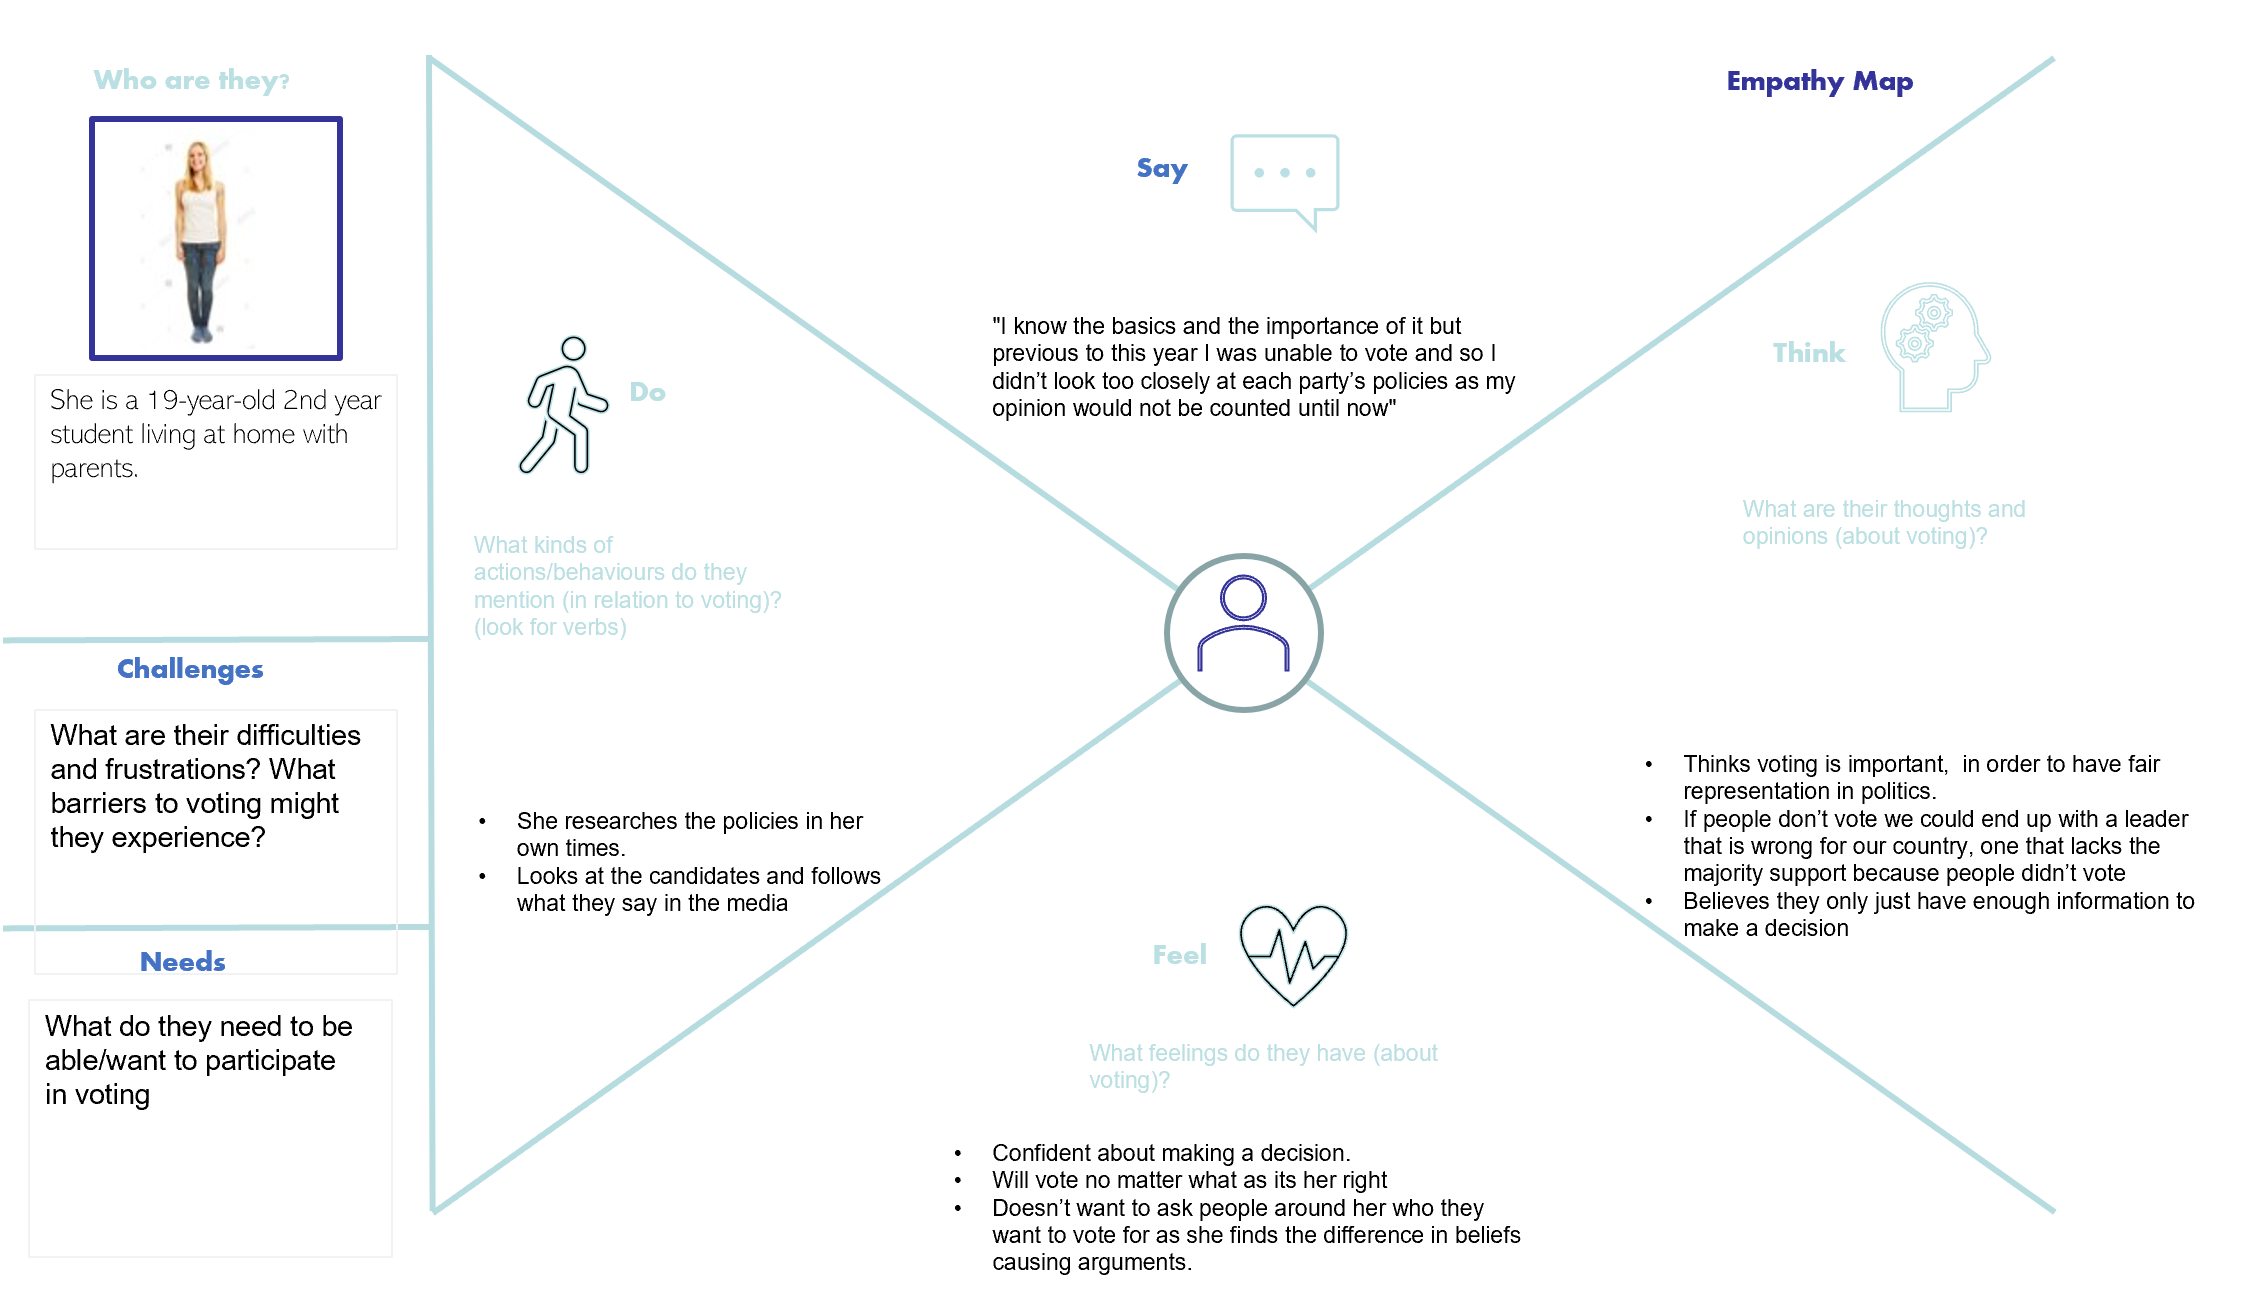 Who are they?
She is a 19-year-old 2nd year
student living at home with
parents.
Challenges
What are their difficulties
and frustrations? What
barriers to voting might
they experience?
Needs
What do they need to be
able/want to participate
in voting
Do
What kinds of
actions/behaviours do they
mention (in relation to voting)?
(look for verbs)
• She researches the policies in her
own times.
• Looks at the candidates and follows
what they say in the media
Say
"I know the basics and the importance of it but
previous to this year I was unable to vote and so I
didn’t look too closely at each party’s policies as my
opinion would not be counted until now"
Feel
What feelings do they have (about
voting)?
• Confident about making a decision.
• Will vote no matter what as its her right
• Doesn’t want to ask people around her who they
want to vote for as she finds the difference in beliefs
causing arguments.
Empathy Map
Think
What are their thoughts and
opinions (about voting)?
• Thinks voting is important,  in order to have fair
representation in politics.
• If people don’t vote we could end up with a leader
that is wrong for our country, one that lacks the
majority support because people didn’t vote
• Believes they only just have enough information to
make a decision